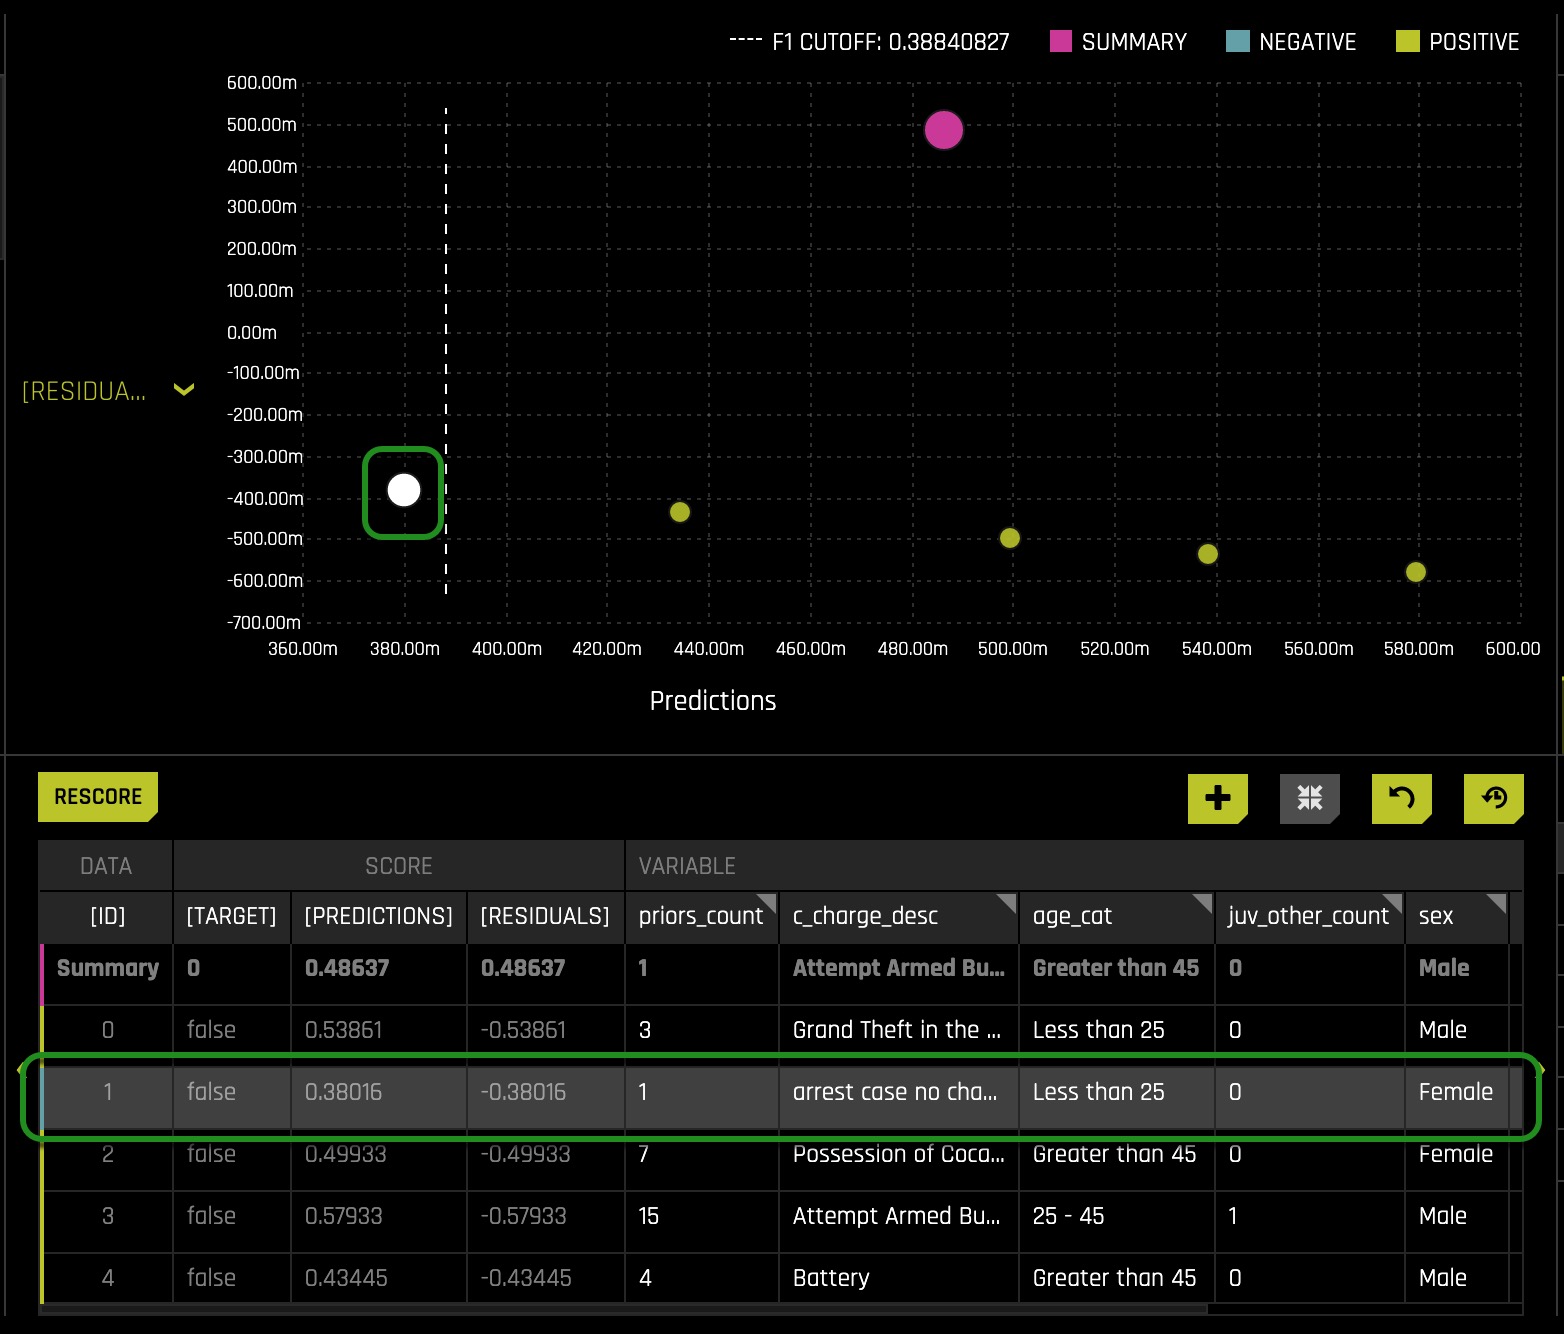 F1 CUTOFF: 0.38840827 SUMMARY NEGATIVE POSITIVE
600.00m
500.00m
400.00m
300.00m
200.00m
100.00m
0.00m
-100.00m
[RESIDUA...
-200.00m
-300.00m
-400.00m
-500.00m
-600.00m
-700.00m
360.00m 380.00m 400.00m 420.00m 440.00m 460.00m 480.00m 500.00m 520.00m 540.00m 560.00m 580.00m 600.00
Predictions
RESCORE
DATA SCORE VARIABLE
[ID] [TARGET] [PREDICTIONS] [RESIDUALS] priors_count c_charge_desc age_cat juv_other_count sex
Summary 0 0.48637 0.48637 1 Attempt Armed Bu... Greater than 45 0 Male
0 false 0.53861 -0.53861 3 Grand Theft in the ... Less than 25 0 Male
1 false 0.38016 -0.38016 1 arrest case no cha... Less than 25 0 Female
2 false 0.49933 -0.49933 7 Possession of Coca... Greater than 45 0 Female
3 false 0.57933 -0.57933 15 Attempt Armed Bu... 25 - 45 1 Male
4 false 0.43445 -0.43445 4 Battery Greater than 45 0 Male